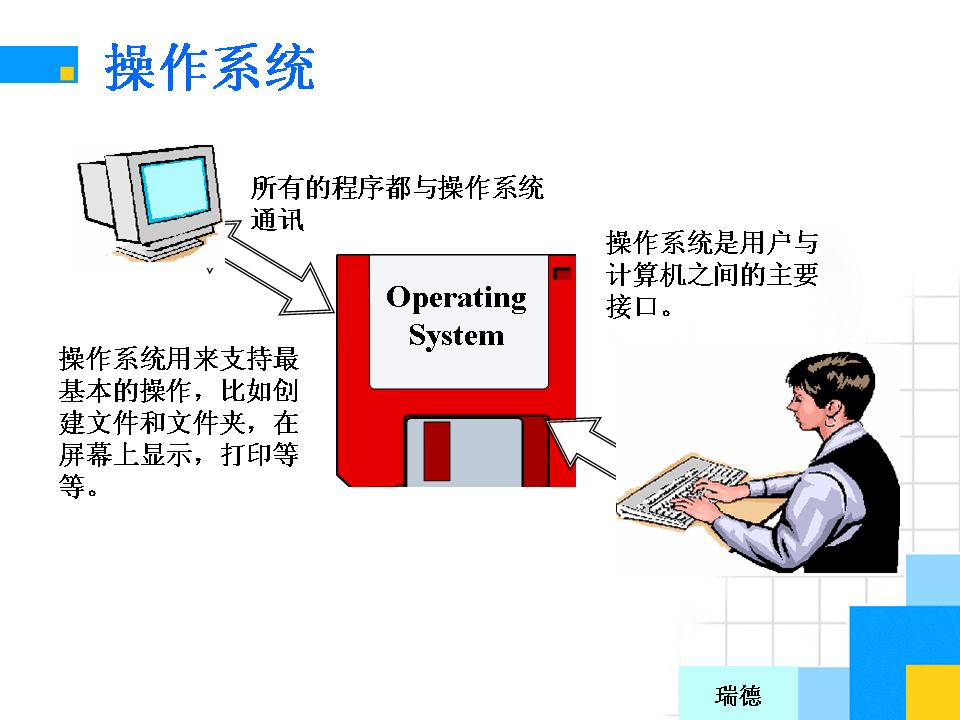 操作系统
所有的程序都与操作系统
通讯
操作系统是用户与
计算机之间的主要
接口。
Operating
System
操作系统用来支持最
基本的操作，比如创
建文件和文件夹，在
屏幕上显示，打印等
等。
瑞德